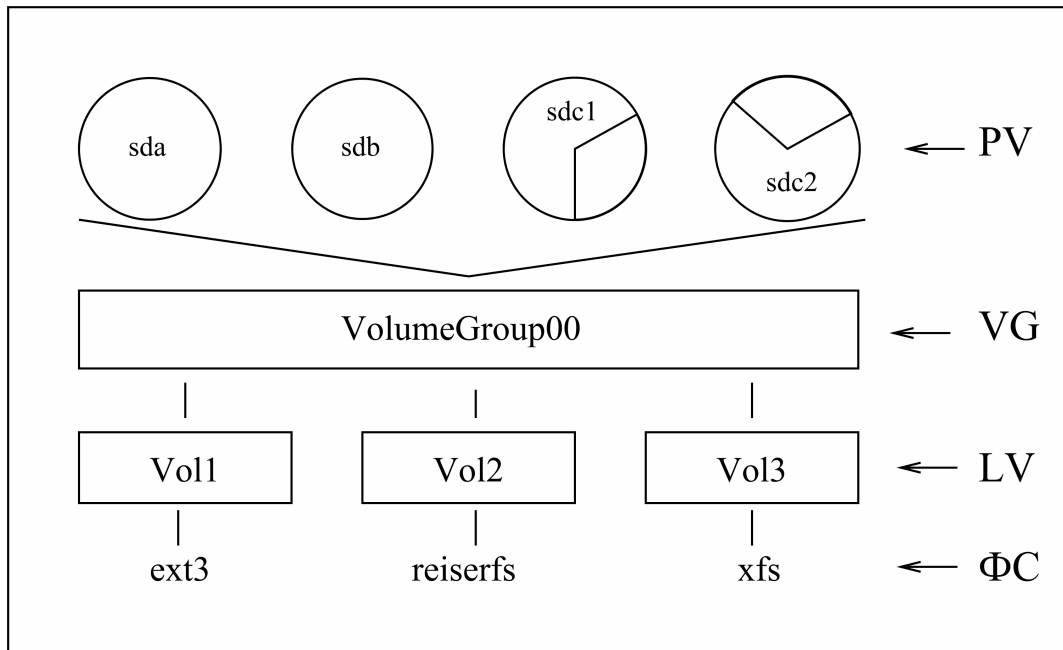 sda sdb sdc1 sdc2 PV
VolumeGroup00 VG
Vol1 Vol2 Vol3 LV
ext3 reiserfs xfs ФС